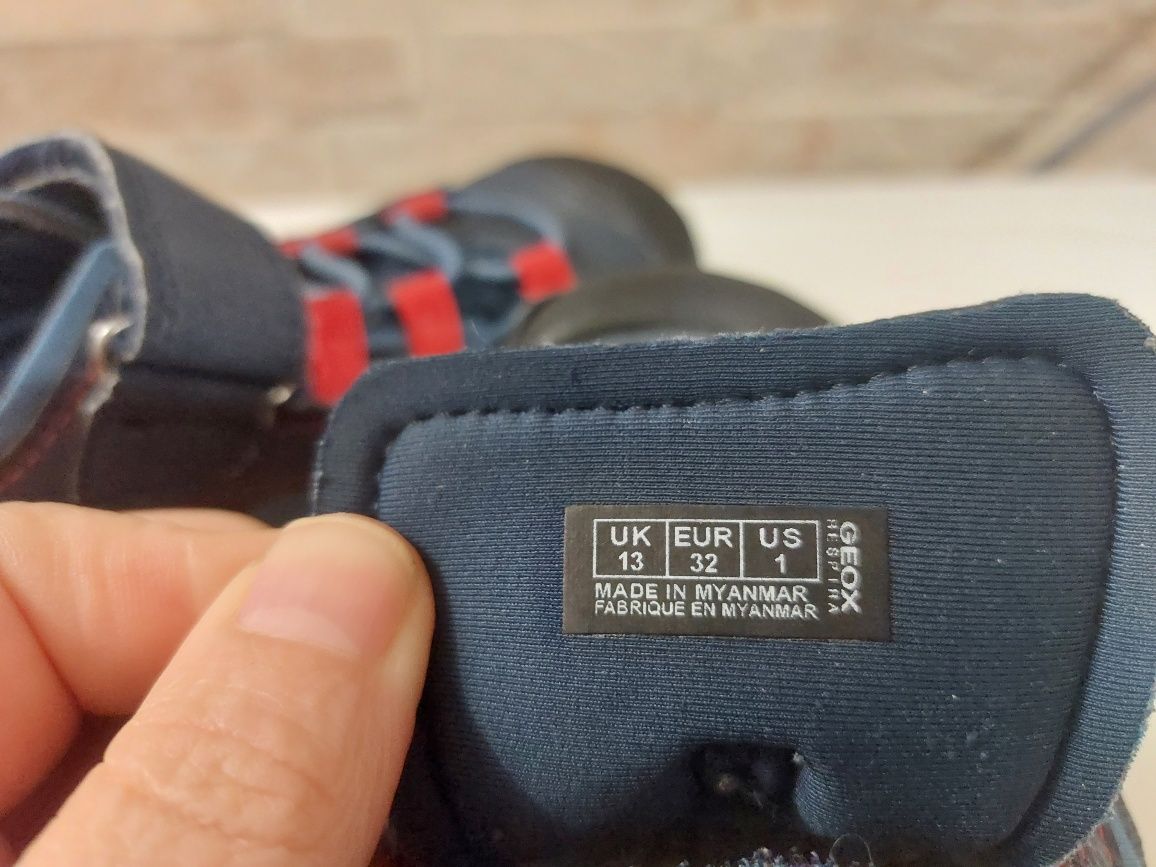 UK EUR US
13 32 1
MADE IN MYANMAR
FABRIQUE EN MYANMAR
GEOX
RESPIRA